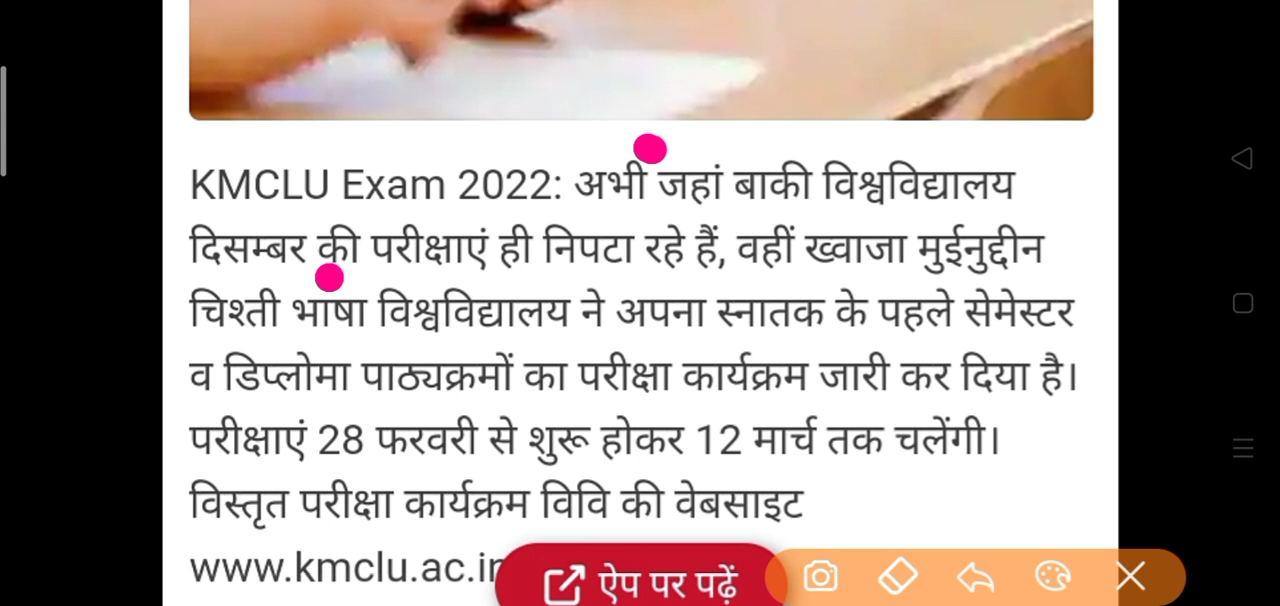 KMCLU Exam 2022: अभी जहां बाकी विश्वविद्यालय
दिसम्बर की परीक्षाएं ही निपटा रहे हैं, वहीं ख्वाजा मुईनुद्दीन
चिश्ती भाषा विश्वविद्यालय ने अपना स्नातक के पहले सेमेस्टर
व डिप्लोमा पाठ्यक्रमों का परीक्षा कार्यक्रम जारी कर दिया है।
परीक्षाएं 28 फरवरी से शुरू होकर 12 मार्च तक चलेंगी।
विस्तृत परीक्षा कार्यक्रम विवि की वेबसाइट
www.kmclu.ac.in
ऐप पर पढ़ें